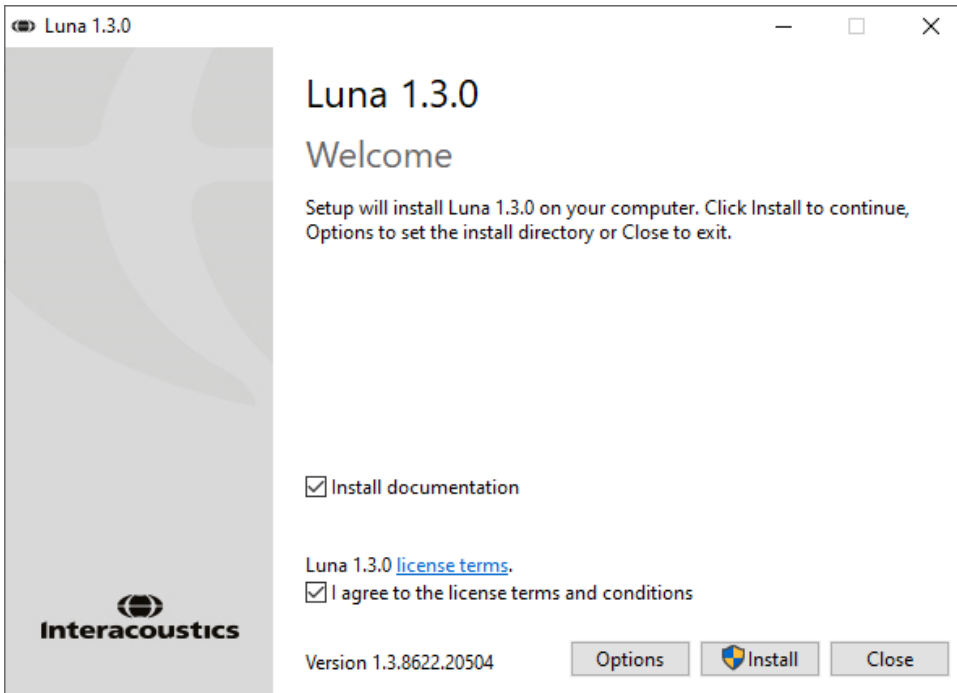 Luna 1.3.0
Luna 1.3.0
Welcome
Setup will install Luna 1.3.0 on your computer. Click Install to continue,
Options to set the install directory or Close to exit.
Install documentation
Luna 1.3.0 license terms.
I agree to the license terms and conditions
Interacoustics
Version 1.3.8622.20504
Options
Install
Close